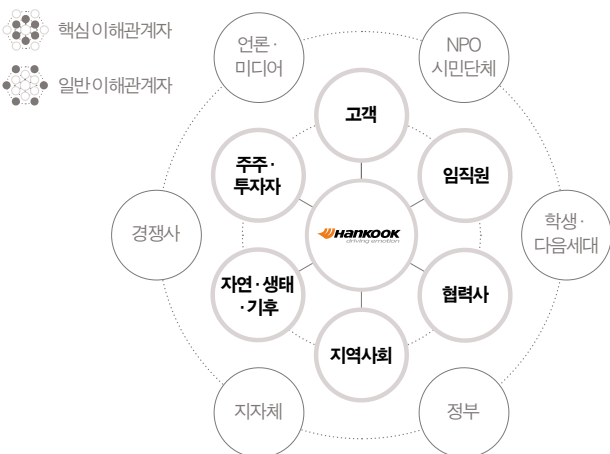 핵심 이해관계자
일반 이해관계자
언론·
미디어
NPO
시민단체
고객
주주·
투자자
임직원
경쟁사
Hankook
driving emotion
학생·
다음세대
자연·생태
·기후
협력사
지역사회
지자체
정부